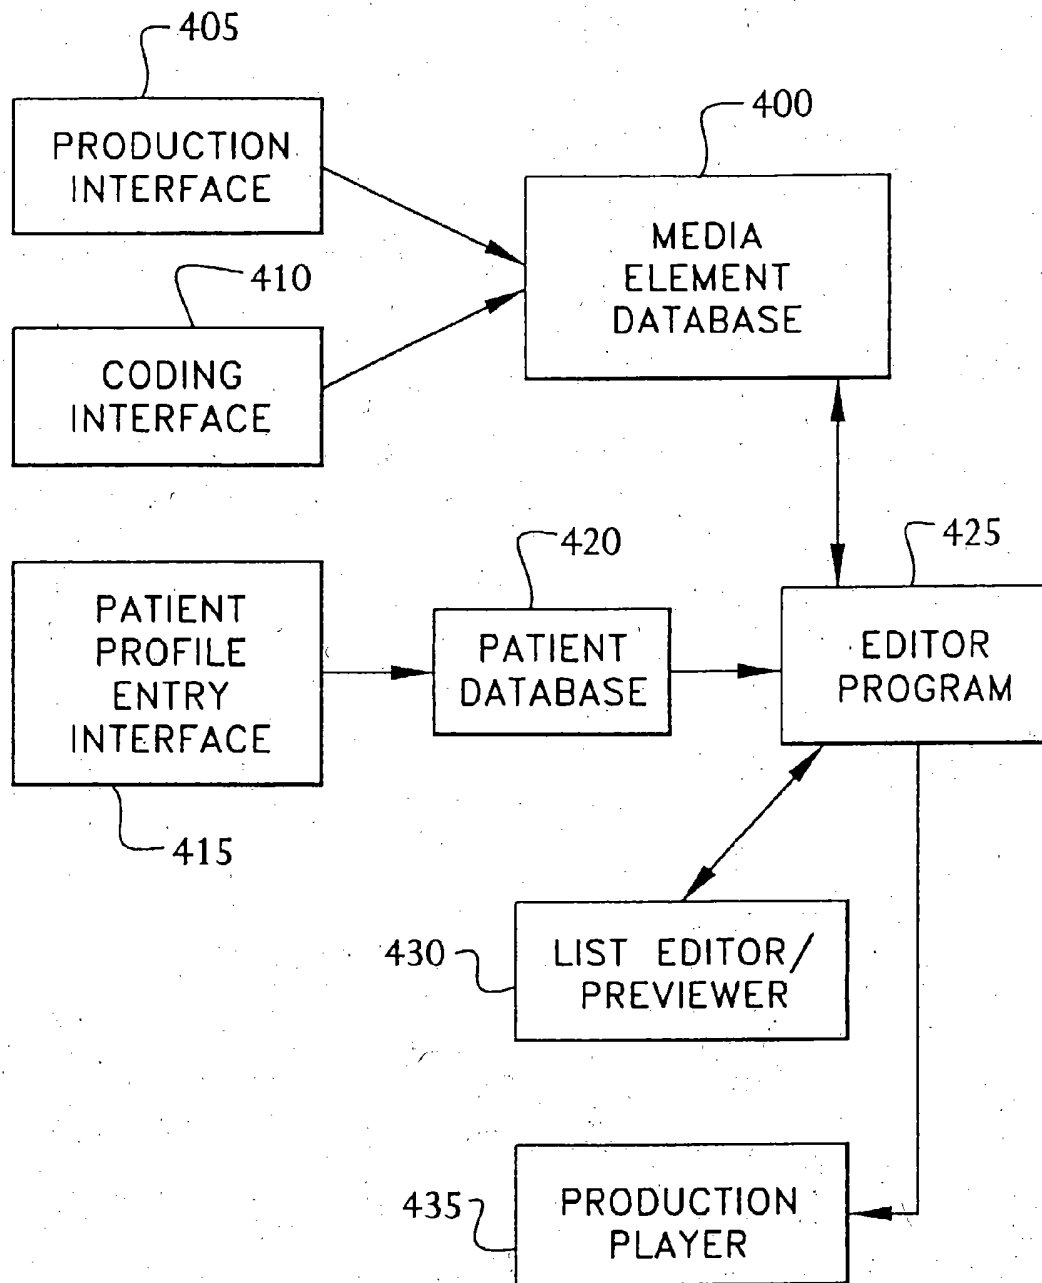 405
PRODUCTION
INTERFACE
400
MEDIA
ELEMENT
DATABASE
410
CODING
INTERFACE
420
425
PATIENT
PROFILE
ENTRY
INTERFACE
PATIENT
DATABASE
EDITOR
PROGRAM
415
430
LIST EDITOR/
PREVIEWER
435
PRODUCTION
PLAYER